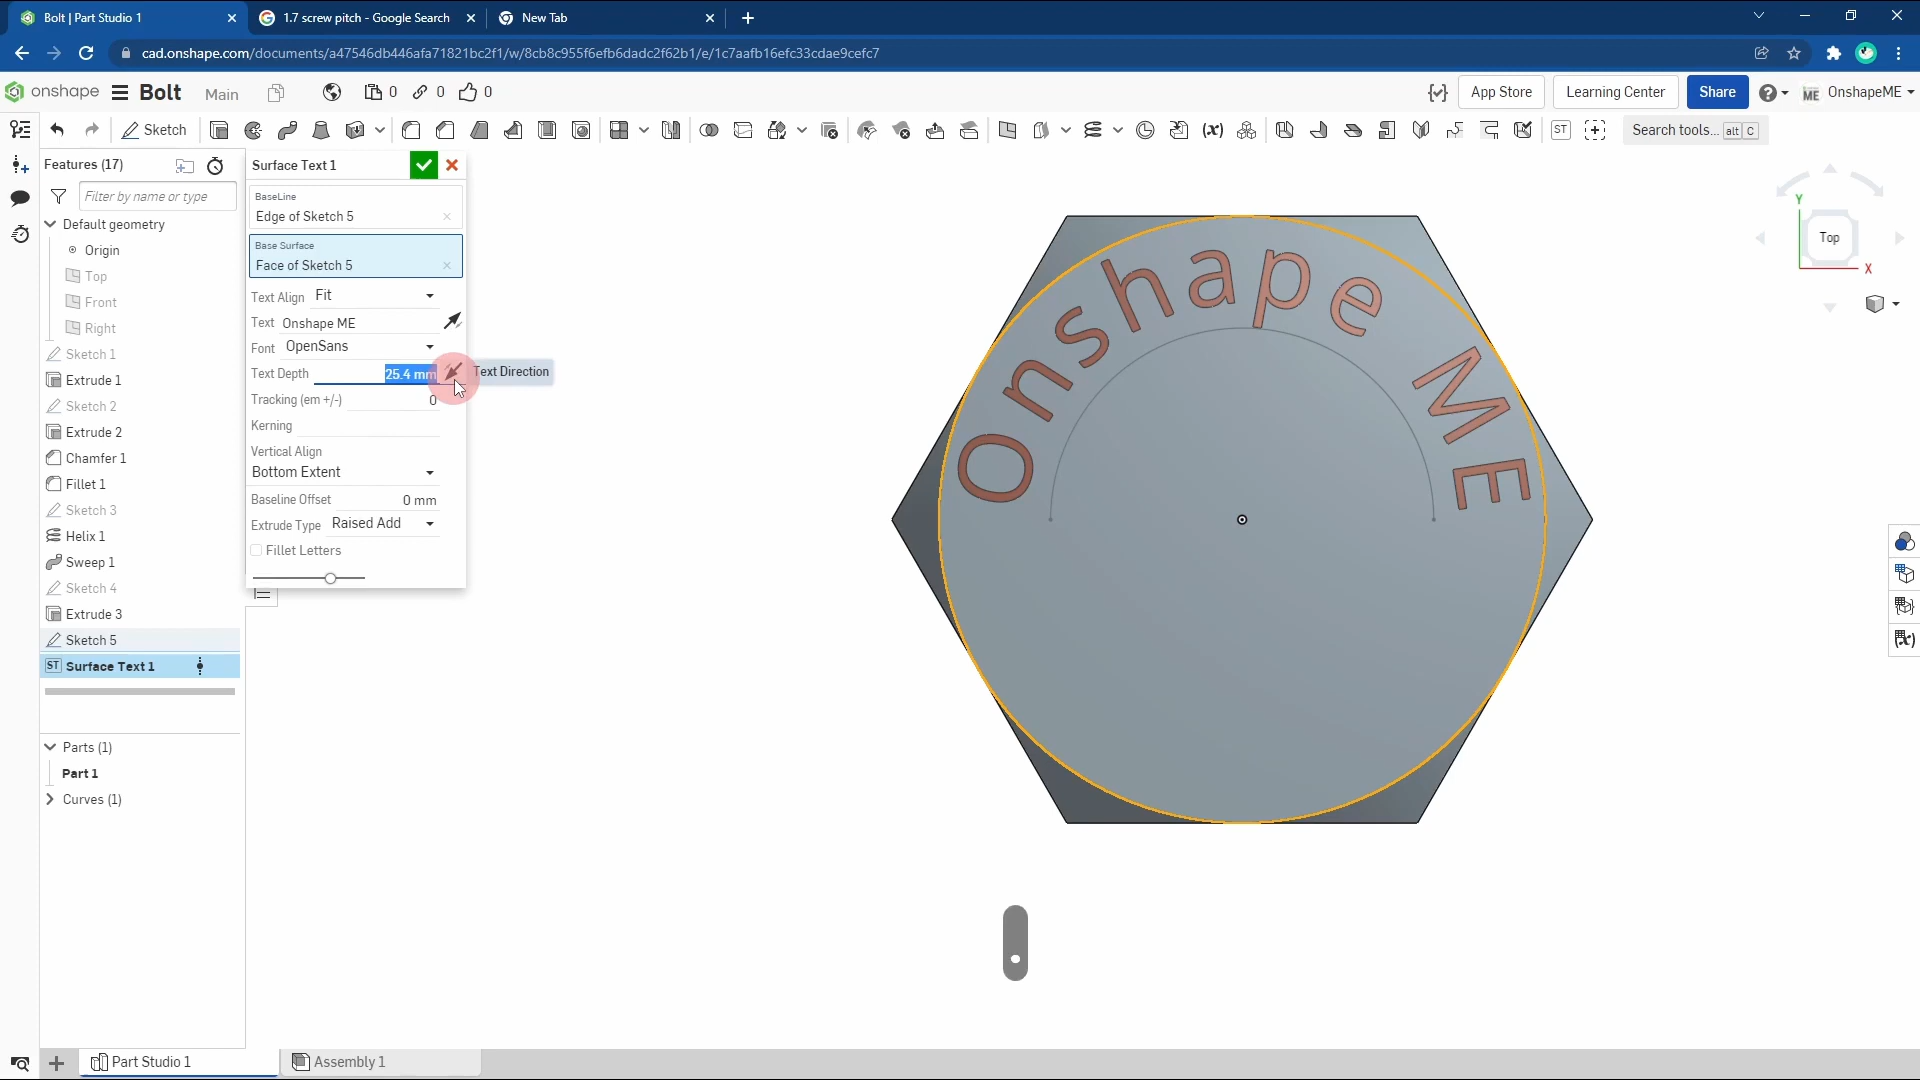 Bolt | Part Studio 1
1.7 screw pitch - Google Search
New Tab
cad.onshape.com/documents/a47546db446afa71821bc2f1/w/8cb8c955f6efb6dadc2f62b1/e/1c7aafb16efc33cdae9cefc7
onshape
Bolt
Main
0
0
0
App Store
Learning Center
Share
ME
OnshapeME
Sketch
(x)
ST
Search tools...
alt
C
Features (17)
Filter by name or type
Default geometry
Origin
Top
Front
Right
Sketch 1
Extrude 1
Sketch 2
Extrude 2
Chamfer 1
Fillet 1
Sketch 3
Helix 1
Sweep 1
Sketch 4
Extrude 3
Sketch 5
ST Surface Text 1
Parts (1)
Part 1
Curves (1)
Surface Text 1
BaseLine
Edge of Sketch 5
Base Surface
Face of Sketch 5
Text Align Fit
Text Onshape ME
Font OpenSans
Text Depth 25.4 mm
Text Direction
Tracking (em +/-) 0
Kerning
Vertical Align
Bottom Extent
Baseline Offset 0 mm
Extrude Type Raised Add
Fillet Letters
Onshape ME
Y
Top
X
(x)
.
Part Studio 1
Assembly 1